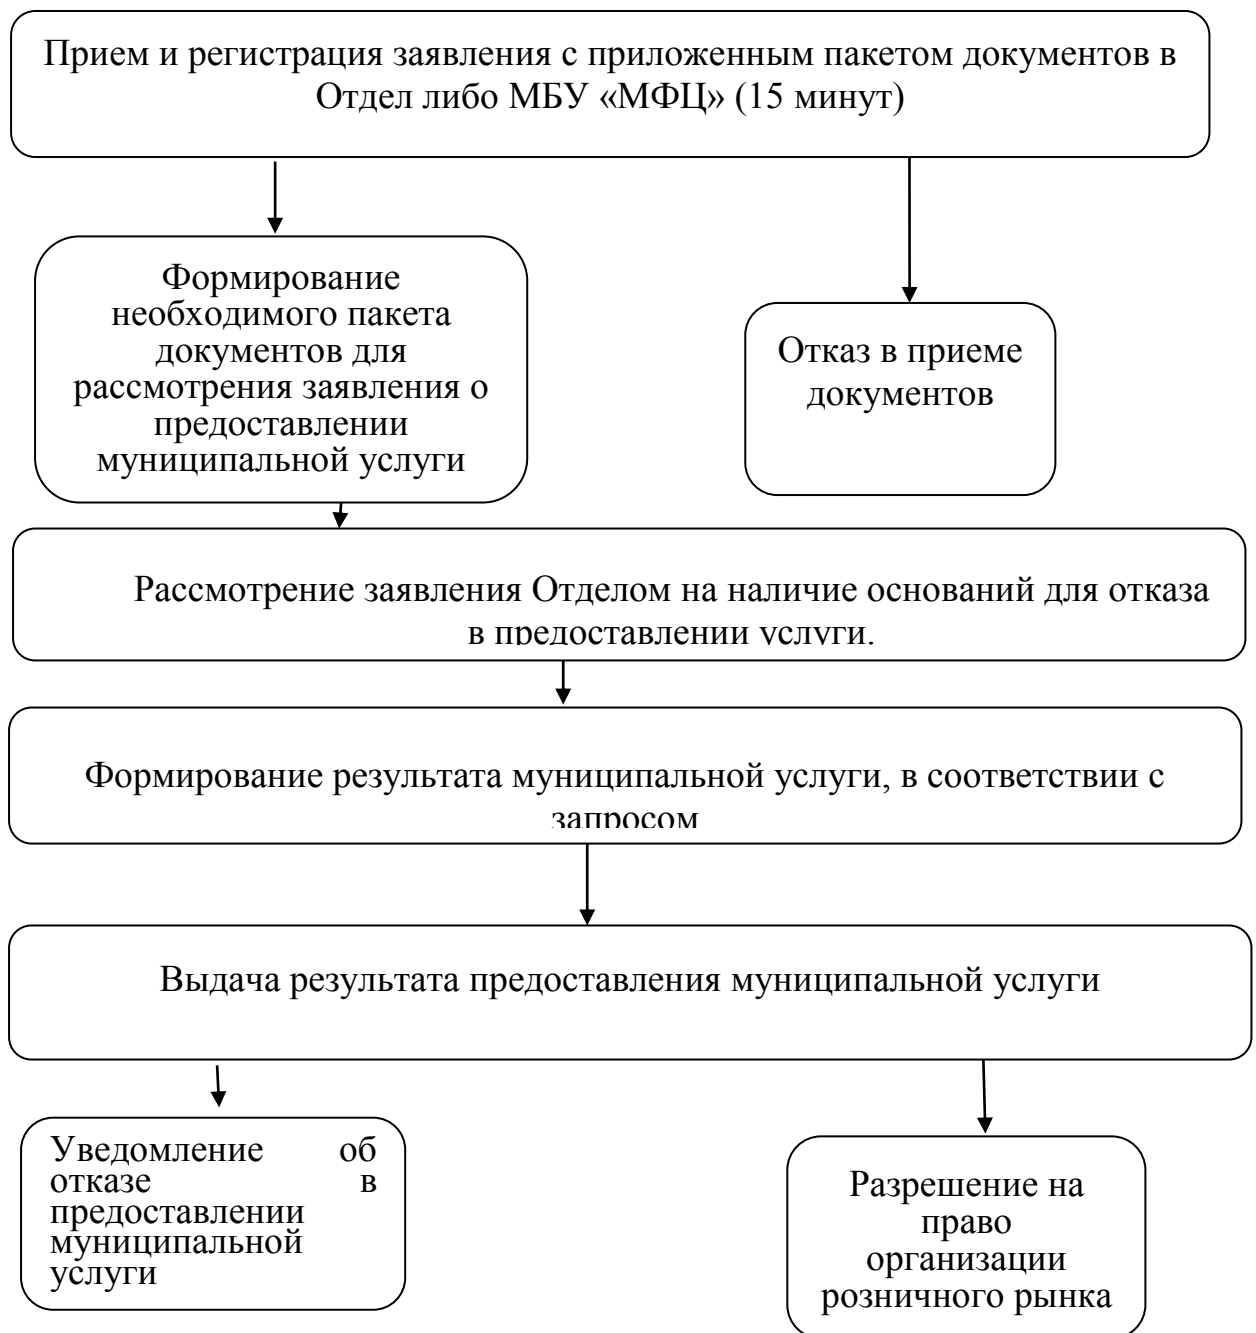 Прием и регистрация заявления с приложенным пакетом документов в
Отдел либо МБУ «МФЦ» (15 минут)
Формирование
необходимого пакета
документов для
рассмотрения заявления о
предоставлении
муниципальной услуги
Отказ в приеме
документов
Рассмотрение заявления Отделом на наличие оснований для отказа
в предоставлении услуги.
Формирование результата муниципальной услуги, в соответствии с
запросом
Выдача результата предоставления муниципальной услуги
Уведомление об
отказе в
предоставлении
муниципальной
услуги
Разрешение на
право
организации
розничного рынка